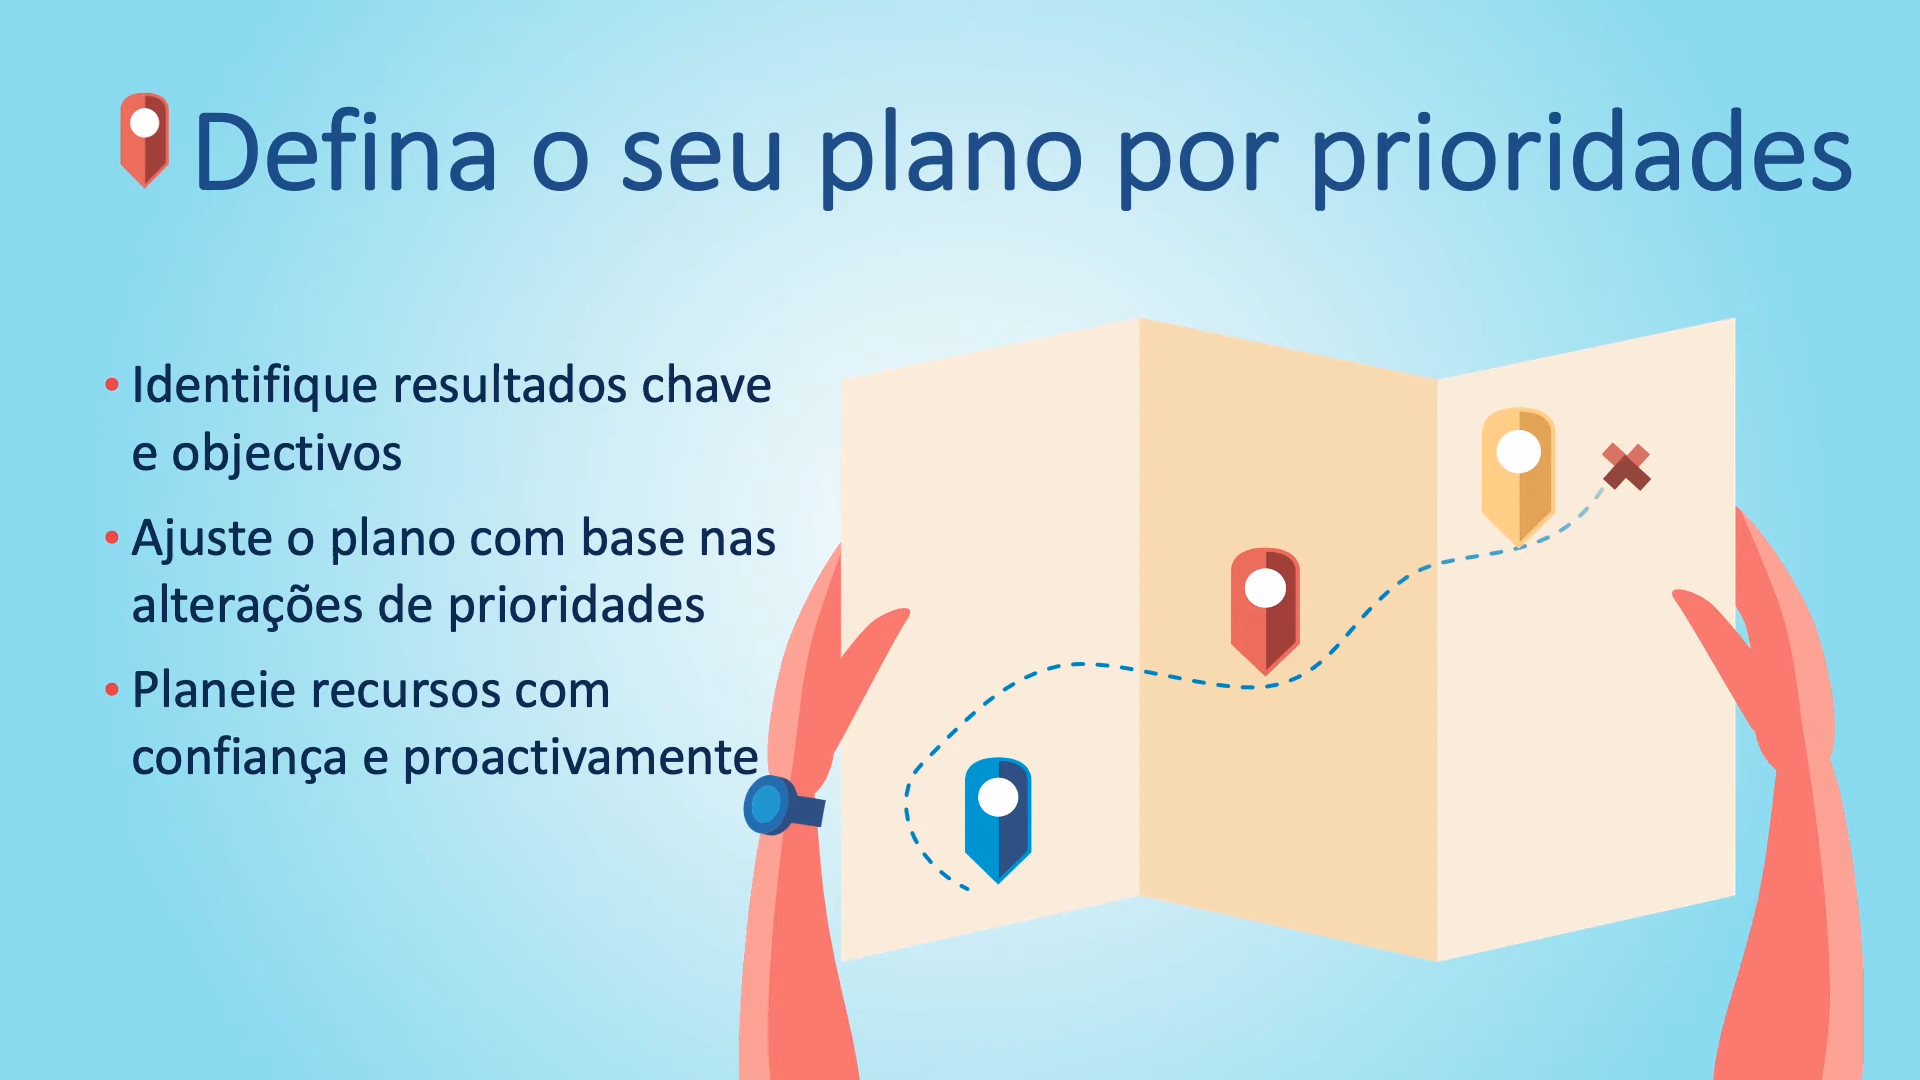 Defina o seu plano por prioridades
• Identifique resultados chave
e objectivos
• Ajuste o plano com base nas
alterações de prioridades
• Planeie recursos com
confiança e proactivamente